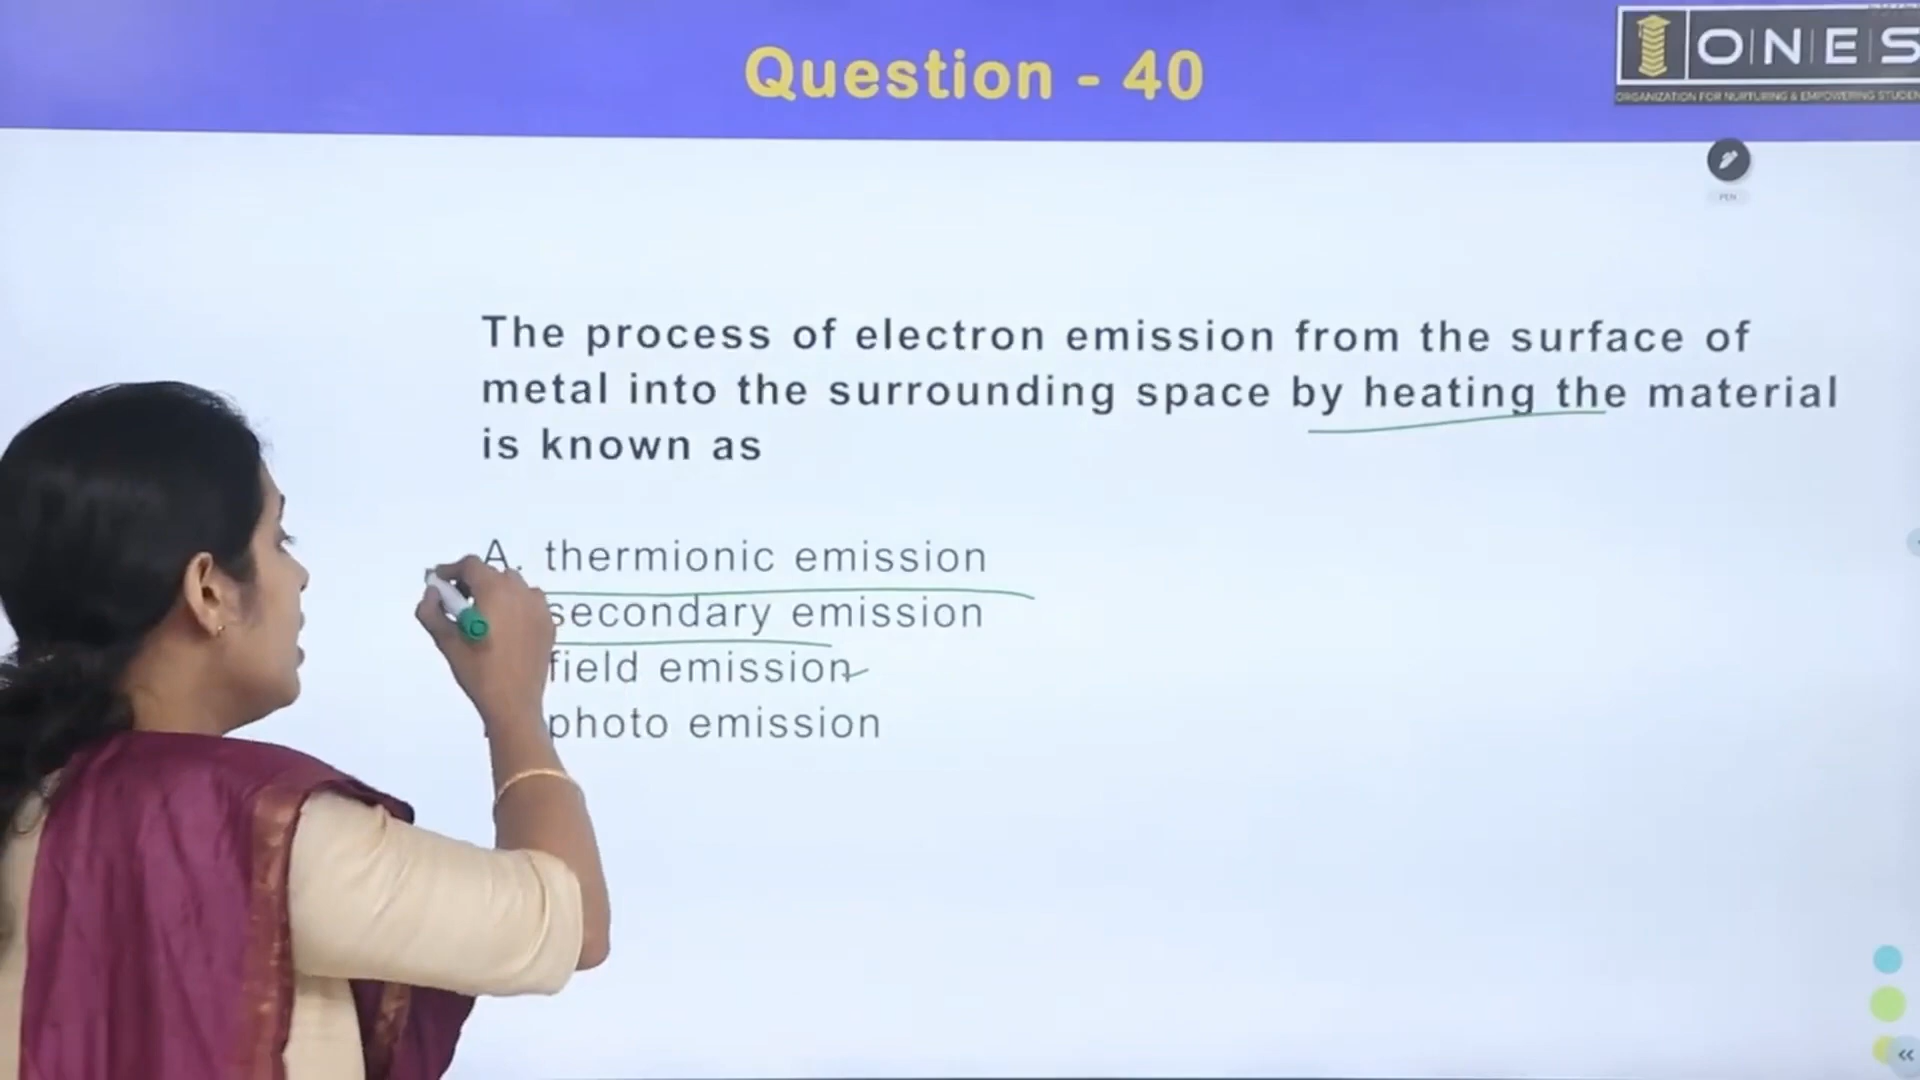 Question - 40
O|N|E|S
ORGANIZATION FOR NURTURING & EMPOWERING STUDEN
PEN
The process of electron emission from the surface of
metal into the surrounding space by heating the material
is known as
A. thermionic emission
secondary emission
field emission
photo emission